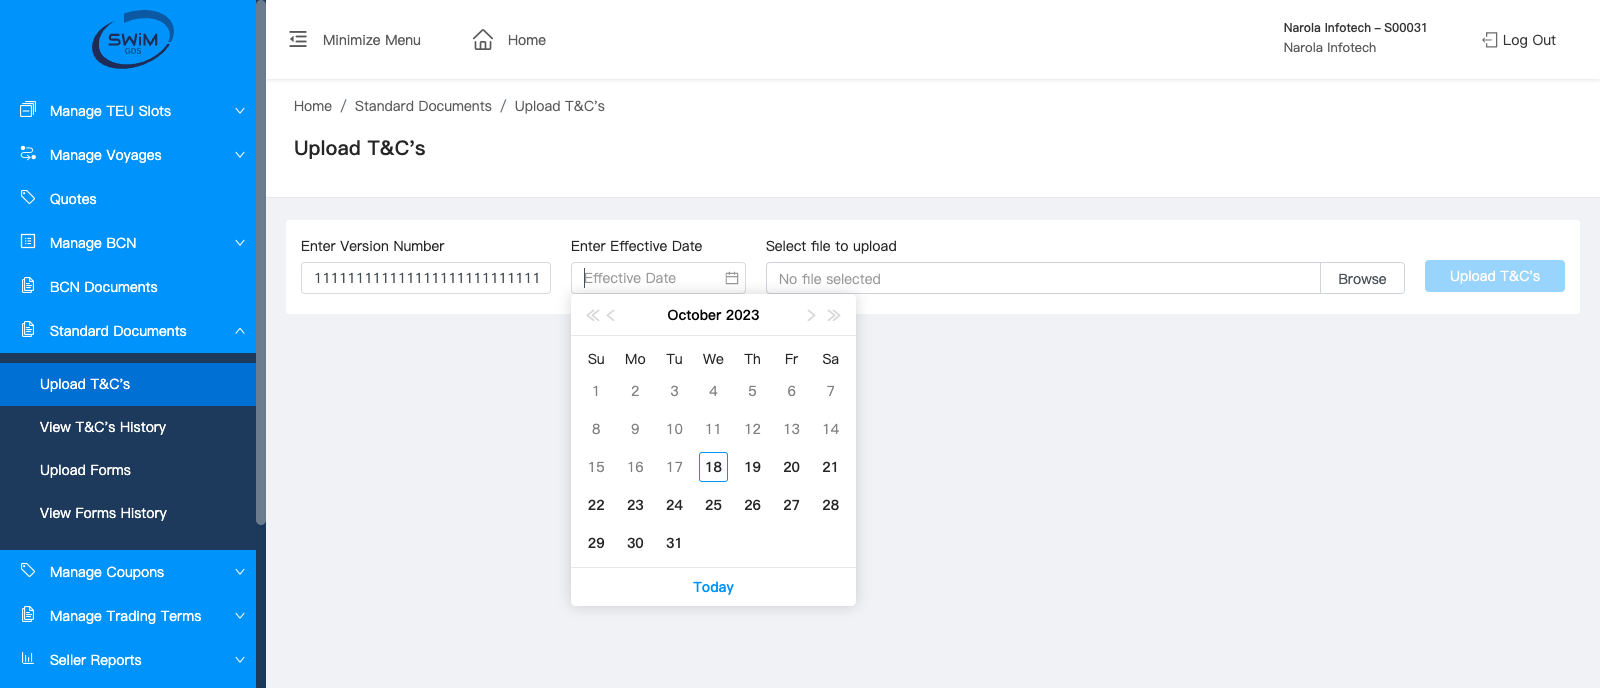 SWiM
GDS
Manage TEU Slots
Manage Voyages
Quotes
Manage BCN
BCN Documents
Standard Documents
Upload T&C's
View T&C's History
Upload Forms
View Forms History
Manage Coupons
Manage Trading Terms
Seller Reports
Minimize Menu
Home
Narola Infotech – S00031
Narola Infotech
Log Out
Home / Standard Documents / Upload T&C's
Upload T&C's
Enter Version Number
Enter Effective Date
Effective Date
Select file to upload
No file selected
Browse
Upload T&C's
October 2023
Su Mo Tu We Th Fr Sa
1 2 3 4 5 6 7
8 9 10 11 12 13 14
15 16 17 18 19 20 21
22 23 24 25 26 27 28
29 30 31
Today